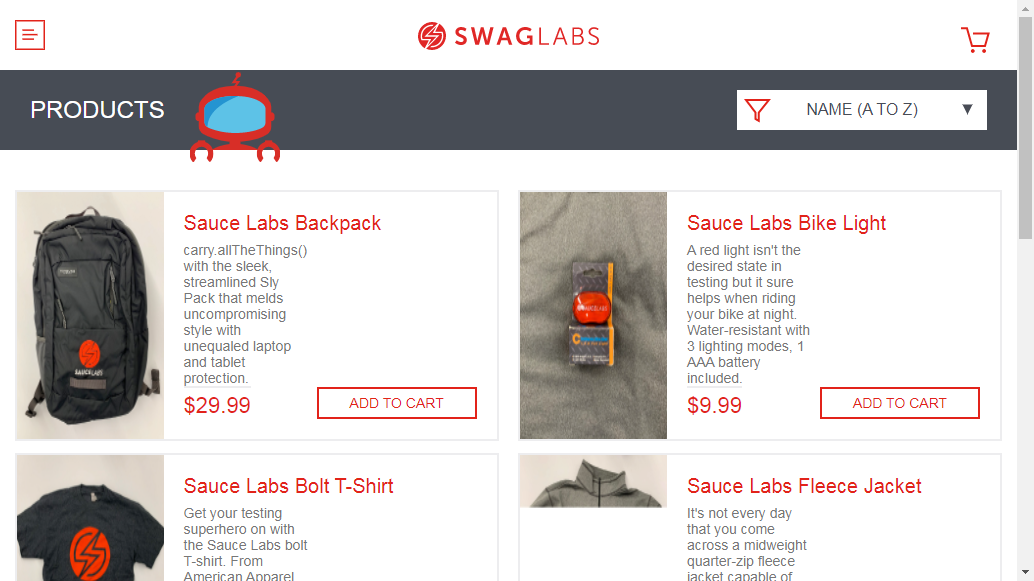 SWAGLABS
PRODUCTS
NAME (A TO Z)
Sauce Labs Backpack
carry.allTheThings()
with the sleek,
streamlined Sly
Pack that melds
uncompromising
style with
unequaled laptop
and tablet
protection.
$29.99
ADD TO CART
SAUCELABS
Sauce Labs Bike Light
A red light isn't the
desired state in
testing but it sure
helps when riding
your bike at night.
Water-resistant with
3 lighting modes, 1
AAA battery
included.
$9.99
ADD TO CART
SAUCELABS
Sauce Labs Bolt T-Shirt
Get your testing
superhero on with
the Sauce Labs bolt
T-shirt. From
American Apparel
Sauce Labs Fleece Jacket
It's not every day
that you come
across a midweight
quarter-zip fleece
jacket capable of